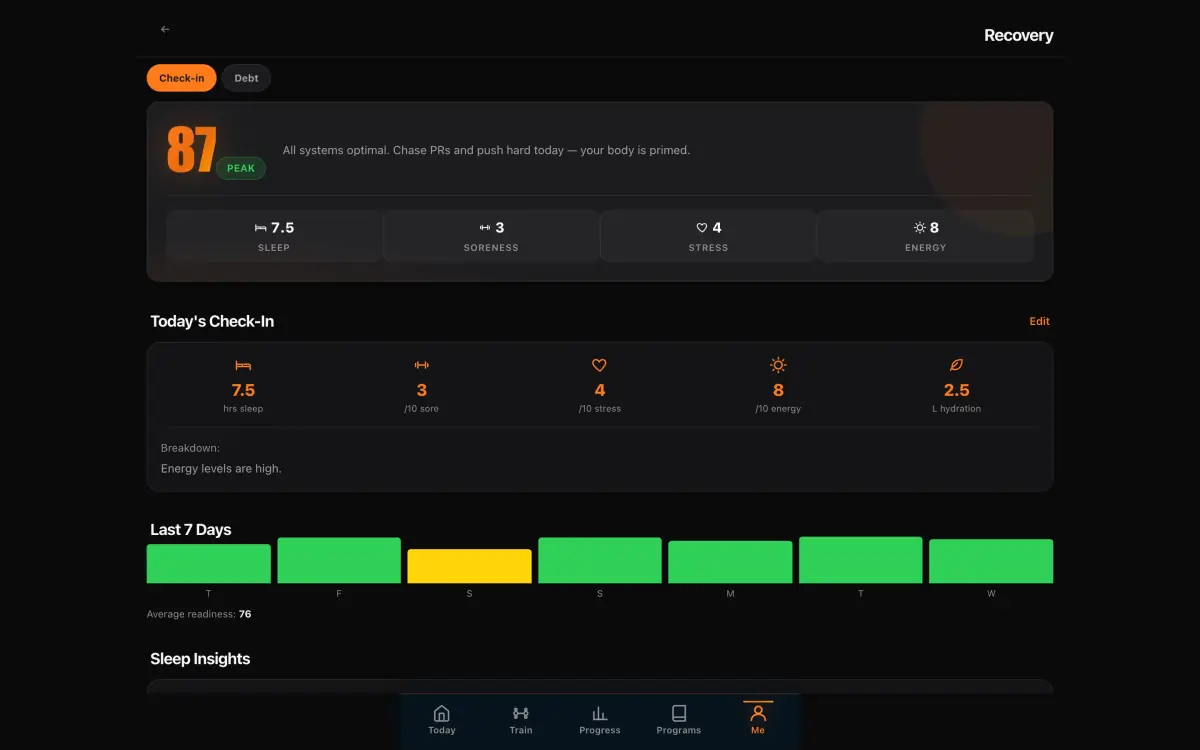 ←
Recovery
Check-in Debt
87 PEAK
All systems optimal. Chase PRs and push hard today — your body is primed.
7.5 3 4 8
SLEEP SORENESS STRESS ENERGY
Today's Check-In Edit
7.5 3 4 8 2.5
hrs sleep /10 sore /10 stress /10 energy L hydration
Breakdown:
Energy levels are high.
Last 7 Days
T F S S M T W
Average readiness: 76
Sleep Insights
Today Train Progress Programs Me